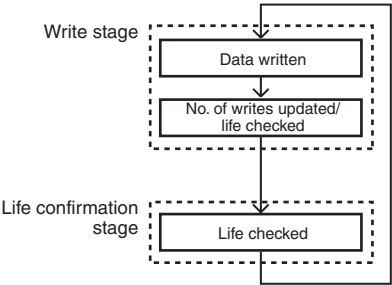 Write stage
Data written
No. of writes updated/
life checked
Life confirmation
stage
Life checked